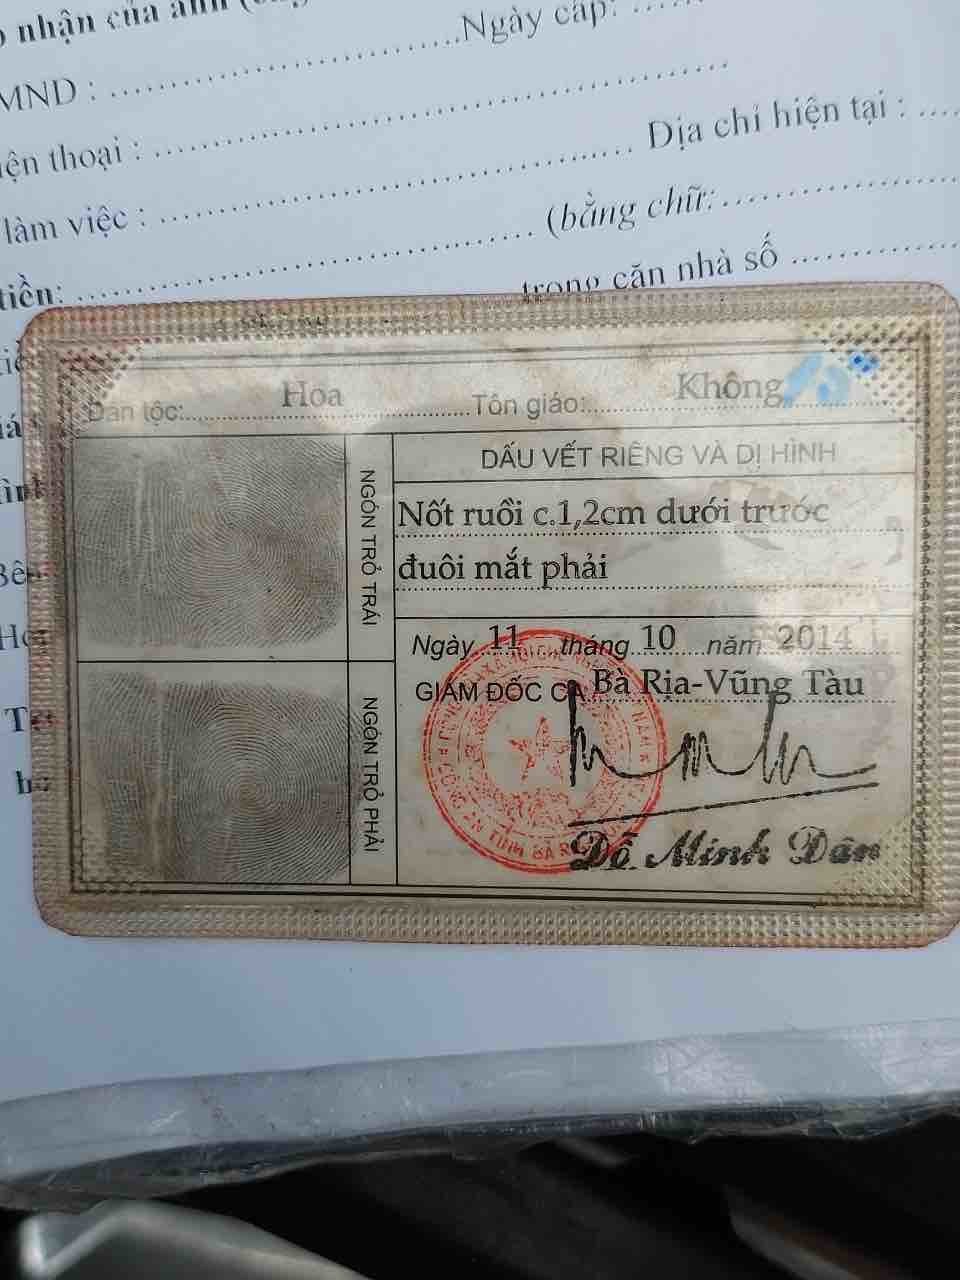 nhận của anh
Ngày cấp:
MND :
thoại :
Địa chỉ hiện tại :
làm việc :
(bằng chữ:
tiền:
trong căn nhà số
Dân tộc: Hoa Tôn giáo: Không
NGÓN TRỎ TRÁI
DẤU VẾT RIÊNG VÀ DỊ HÌNH
Nốt ruồi c.1,2cm dưới trước
đuôi mắt phải
NGÓN TRỎ PHẢI
Ngày 11 tháng 10 năm 2014
GIÁM ĐỐC CA Bà Rịa-Vũng Tàu
Đỗ Minh Dân